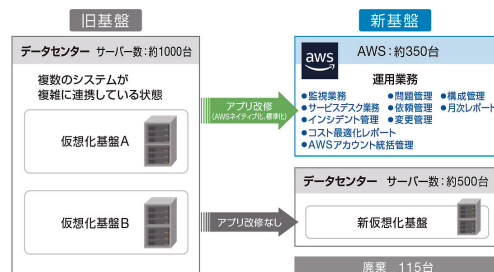 旧基盤
データセンター サーバー数：約1000台
複数のシステムが
複雑に連携している状態
仮想化基盤A
仮想化基盤B
アプリ改修
(AWSネイティブ化、標準化)
アプリ改修なし
新基盤
aws
AWS：約350台
運用業務
●監視業務 ●問題管理 ●構成管理
●サービスデスク業務 ●依頼管理 ●月次レポート
●インシデント管理 ●変更管理
●コスト最適化レポート
●AWSアカウント統括管理
データセンター サーバー数：約500台
新仮想化基盤
廃棄 115台